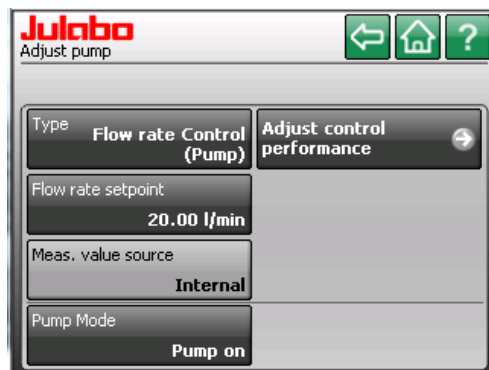 Julabo
Adjust pump
?
Type
Flow rate Control
(Pump)
Adjust control
performance
Flow rate setpoint
20.00 l/min
Meas. value source
Internal
Pump Mode
Pump on